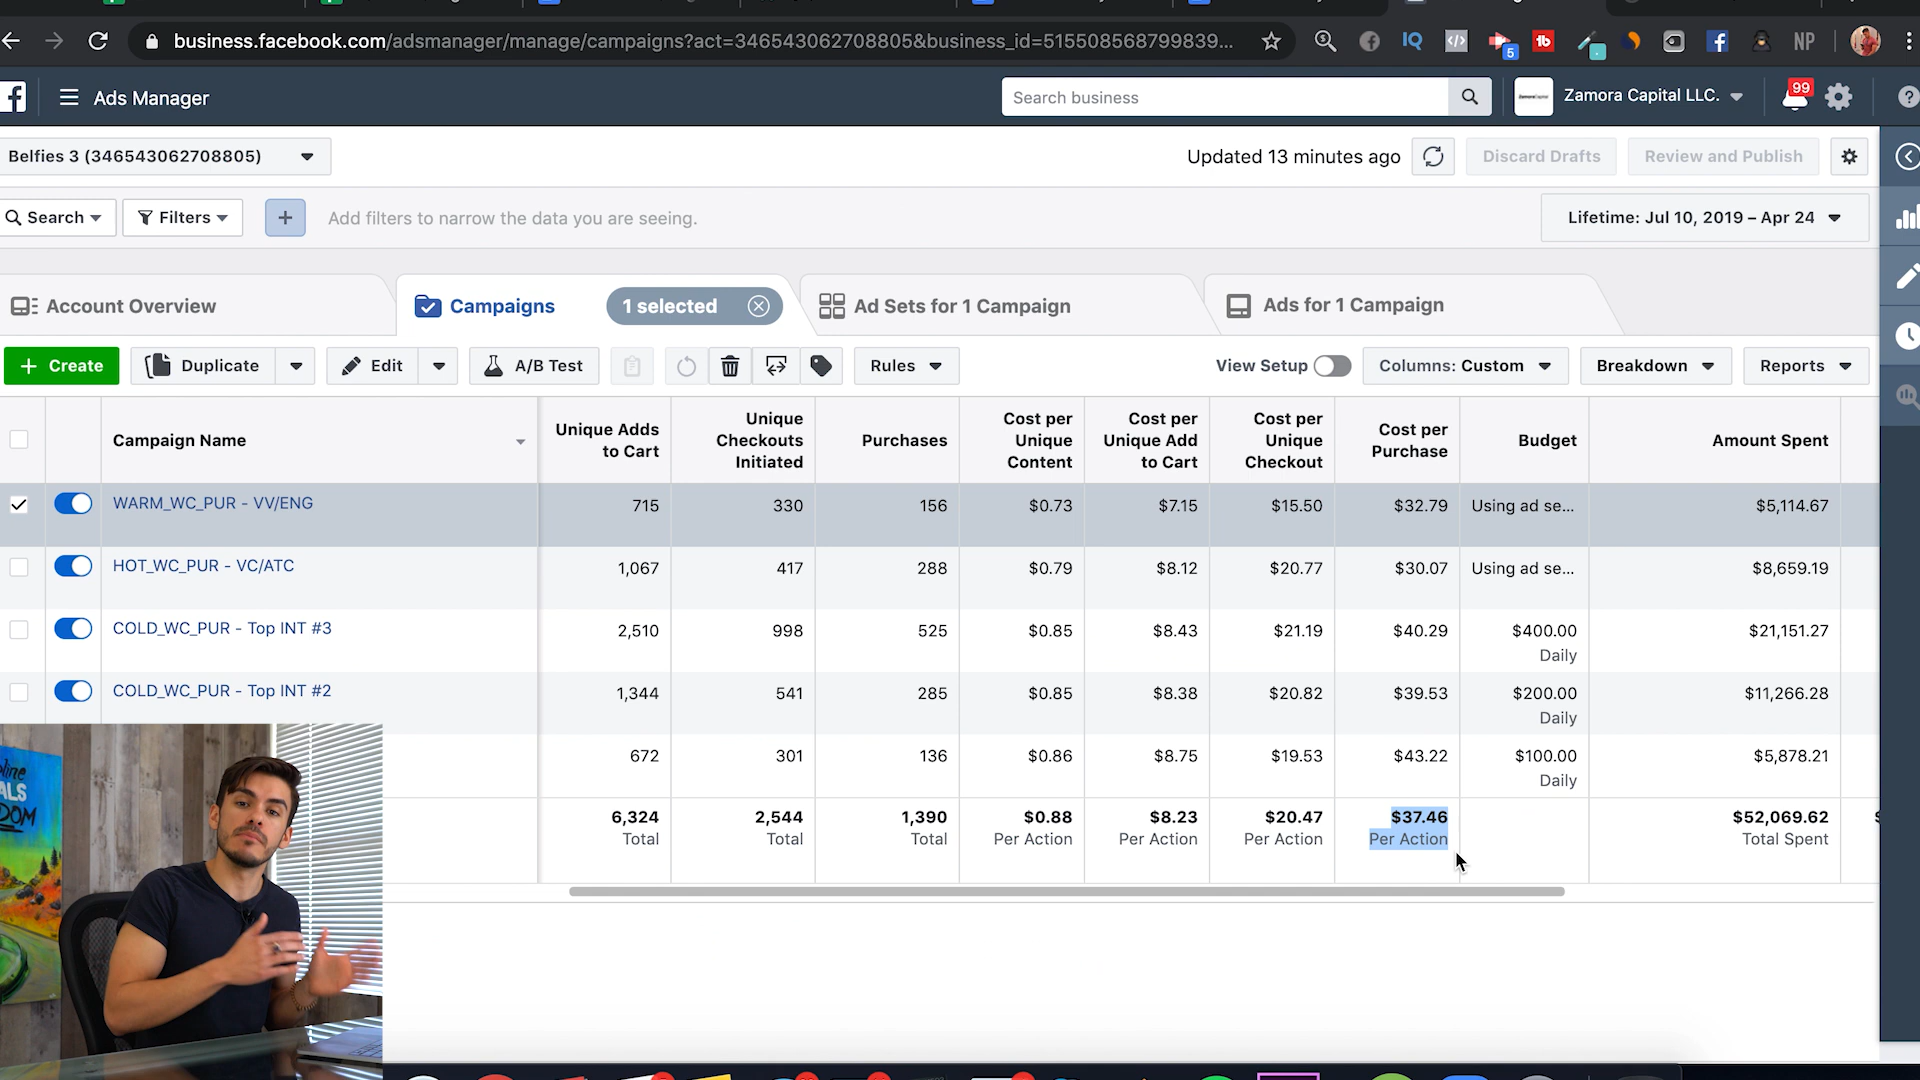 business.facebook.com/adsmanager/manage/campaigns?act=346543062708805&business_id=515508568799839...
IQ
5
tb
NP
Ads Manager
Search business
Zamora Capital LLC.
99
Belfies 3 (346543062708805)
Updated 13 minutes ago
Discard Drafts
Review and Publish
Search
Filters
+
Add filters to narrow the data you are seeing.
Lifetime: Jul 10, 2019 – Apr 24
Account Overview
Campaigns
1 selected
Ad Sets for 1 Campaign
Ads for 1 Campaign
+ Create
Duplicate
Edit
A/B Test
Rules
View Setup
Columns: Custom
Breakdown
Reports
Campaign Name
Unique Adds to Cart
Unique Checkouts Initiated
Purchases
Cost per Unique Content
Cost per Unique Add to Cart
Cost per Unique Checkout
Cost per Purchase
Budget
Amount Spent
WARM_WC_PUR - VV/ENG 715 330 156 $0.73 $7.15 $15.50 $32.79 Using ad se... $5,114.67
HOT_WC_PUR - VC/ATC 1,067 417 288 $0.79 $8.12 $20.77 $30.07 Using ad se... $8,659.19
COLD_WC_PUR - Top INT #3 2,510 998 525 $0.85 $8.43 $21.19 $40.29 $400.00 $21,151.27
Daily
COLD_WC_PUR - Top INT #2 1,344 541 285 $0.85 $8.38 $20.82 $39.53 $200.00 $11,266.28
Daily
672 301 136 $0.86 $8.75 $19.53 $43.22 $100.00 $5,878.21
Daily
6,324 2,544 1,390 $0.88 $8.23 $20.47 $37.46 $52,069.62
Total Total Total Per Action Per Action Per Action Per Action Total Spent